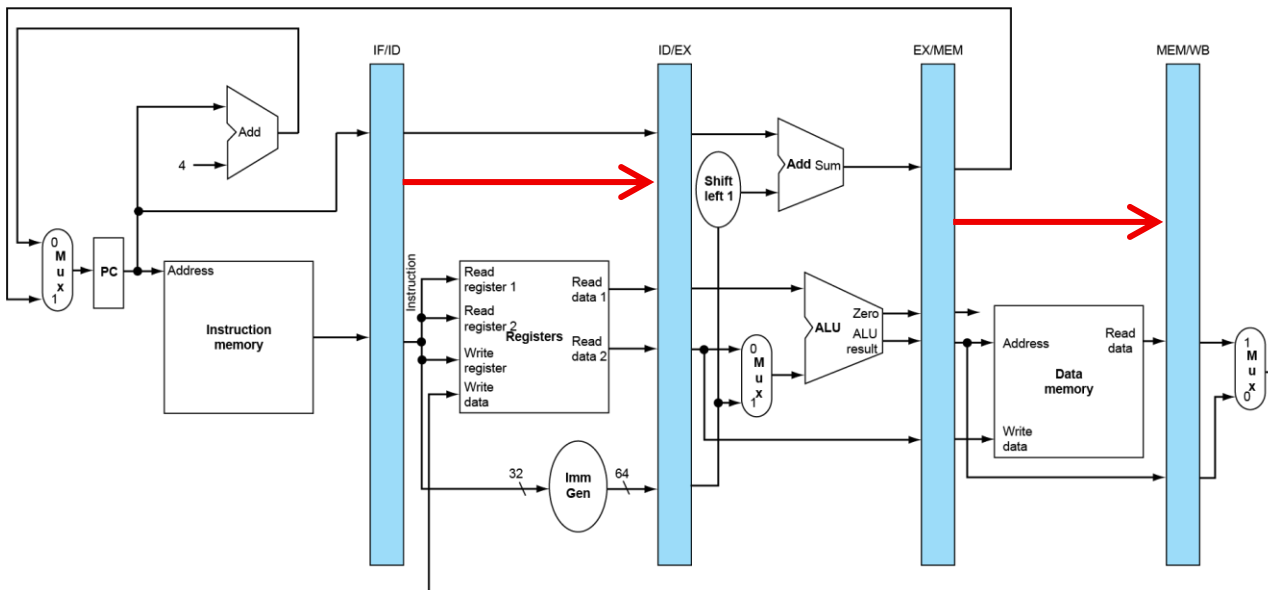 IF/ID
ID/EX
EX/MEM
MEM/WB
Add
4
Shift
left 1
Add Sum
0
M
u
x
1
PC
Address
Instruction
memory
Instruction
Read
register 1
Read
register 2
Registers
Write
register
Write
data
Read
data 1
Read
data 2
32
Imm
Gen
64
0
M
u
x
1
ALU
Zero
ALU
result
Address
Read
data
Data
memory
Write
data
1
M
u
x
0